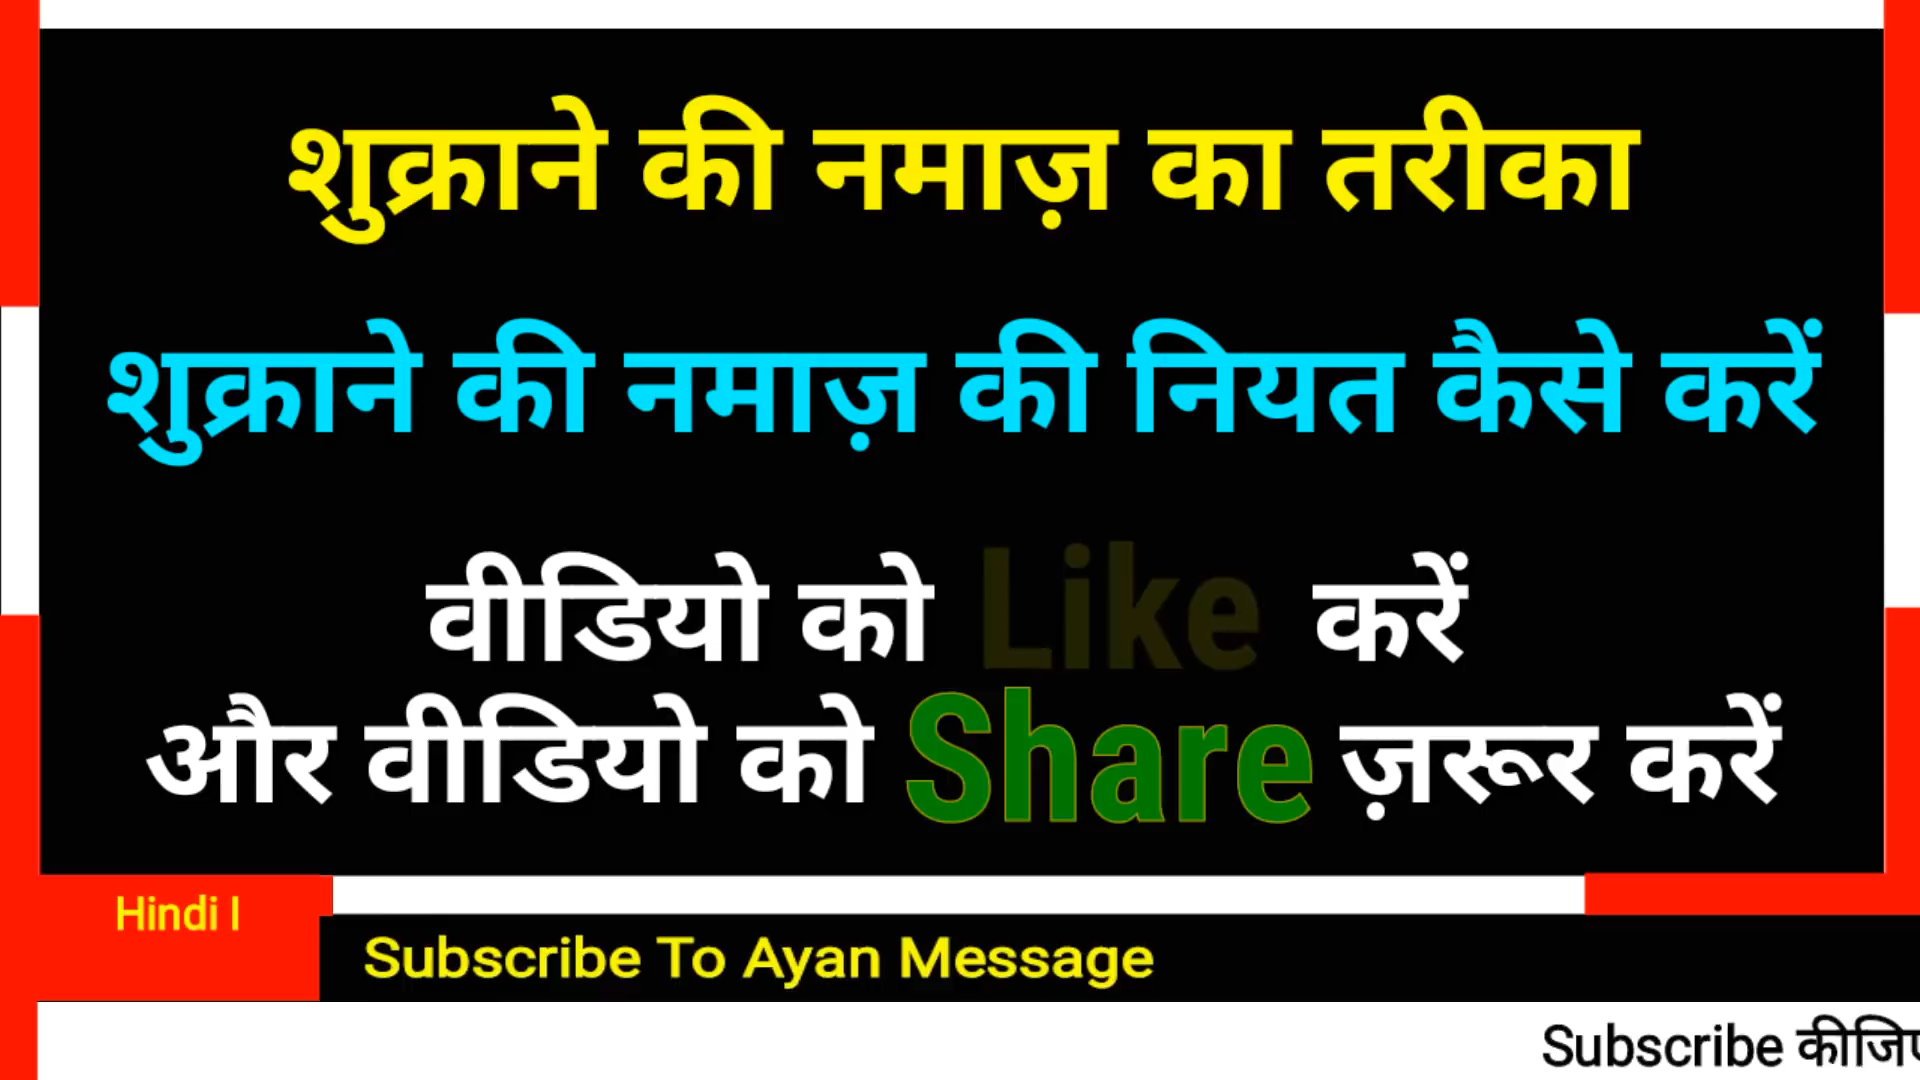 शुक्राने की नमाज़ का तरीका
शुक्राने की नमाज़ की नियत कैसे करें
वीडियो को Like करें
और वीडियो को Share ज़रूर करें
Hindi I
Subscribe To Ayan Message
Subscribe